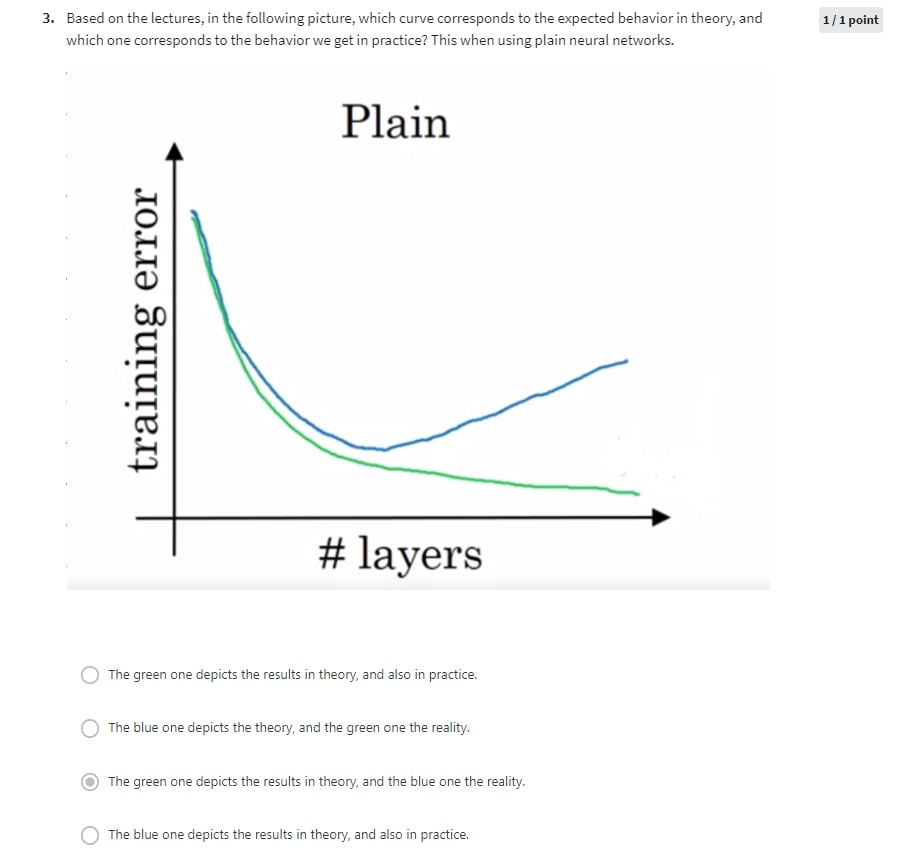 3. Based on the lectures, in the following picture, which curve corresponds to the expected behavior in theory, and
which one corresponds to the behavior we get in practice? This when using plain neural networks.
1 / 1 point
Plain
training error
# layers
The green one depicts the results in theory, and also in practice.
The blue one depicts the theory, and the green one the reality.
The green one depicts the results in theory, and the blue one the reality.
The blue one depicts the results in theory, and also in practice.